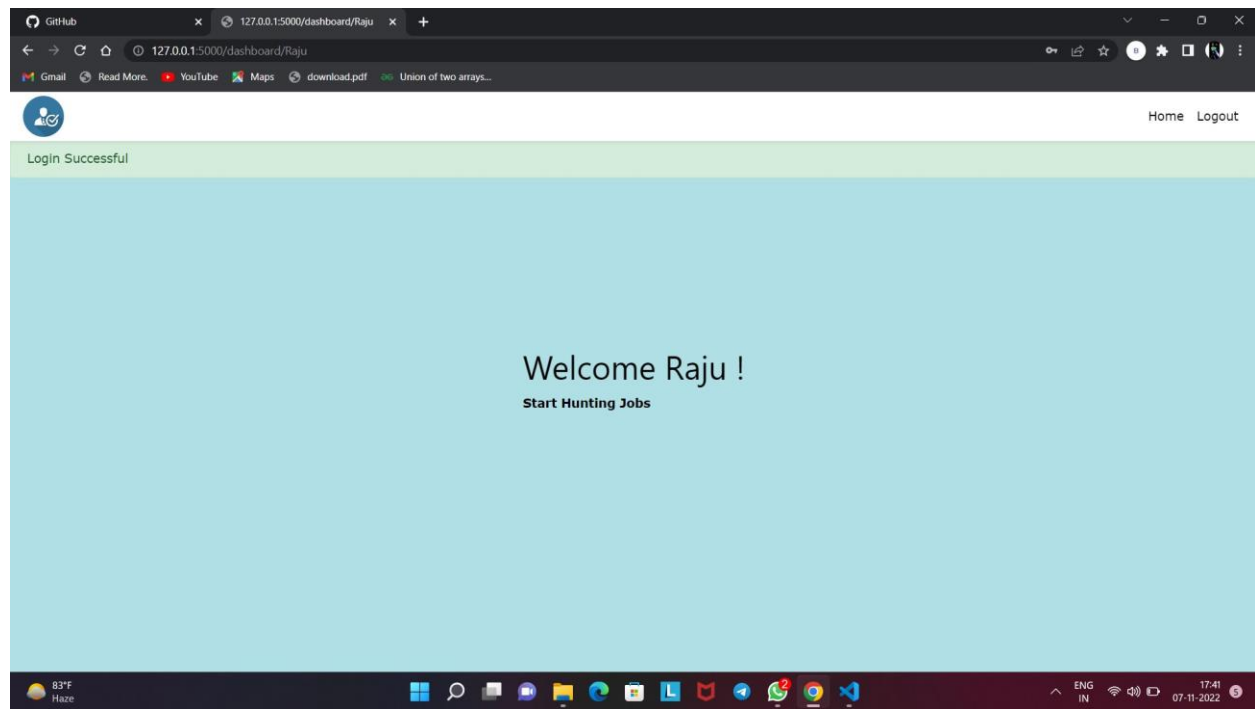 GitHub
127.0.0.1:5000/dashboard/Raju
127.0.0.1:5000/dashboard/Raju
Gmail Read More. YouTube Maps download.pdf Union of two arrays...
Home Logout
Login Successful
Welcome Raju !
Start Hunting Jobs
83°F
Haze
L
2
ENG
IN
17:41
07-11-2022
5